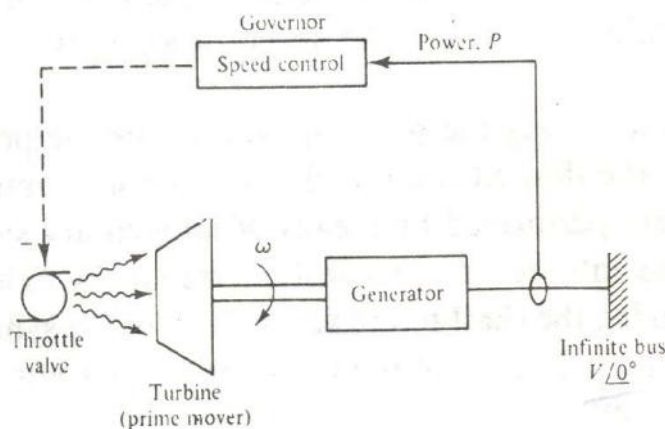 Governor
Speed control
Power, P
ω
Generator
Throttle
valve
Turbine
(prime mover)
Infinite bus
V/0°